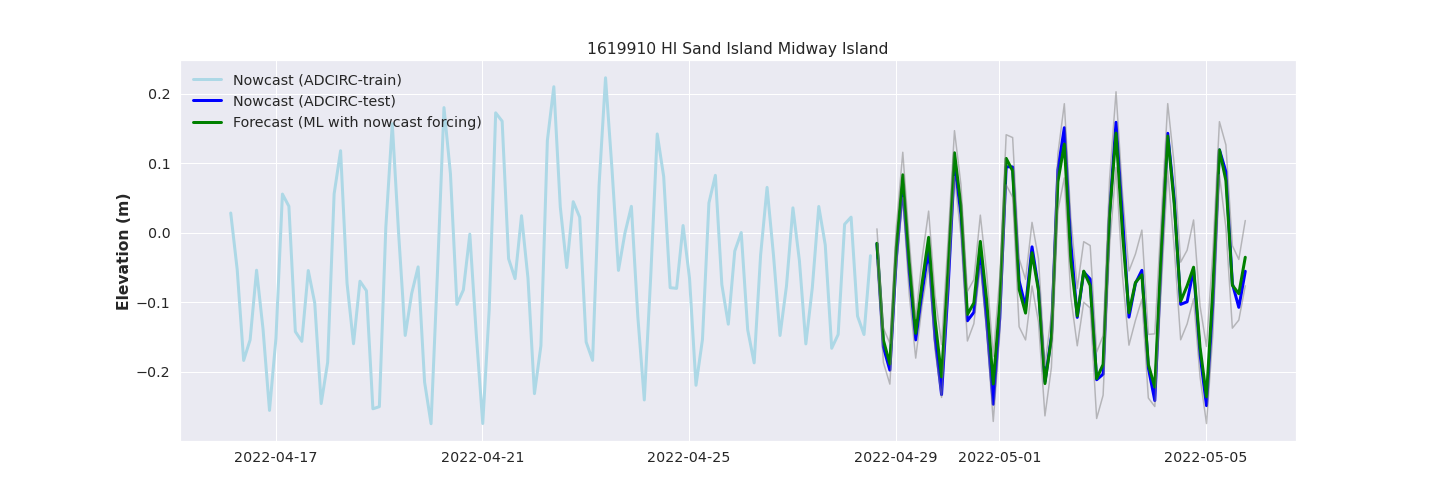 1619910 HI Sand Island Midway Island
Nowcast (ADCIRC-train)
Nowcast (ADCIRC-test)
Forecast (ML with nowcast forcing)
Elevation (m)
0.2
0.1
0.0
−0.1
−0.2
2022-04-17 2022-04-21 2022-04-25 2022-04-29 2022-05-01 2022-05-05